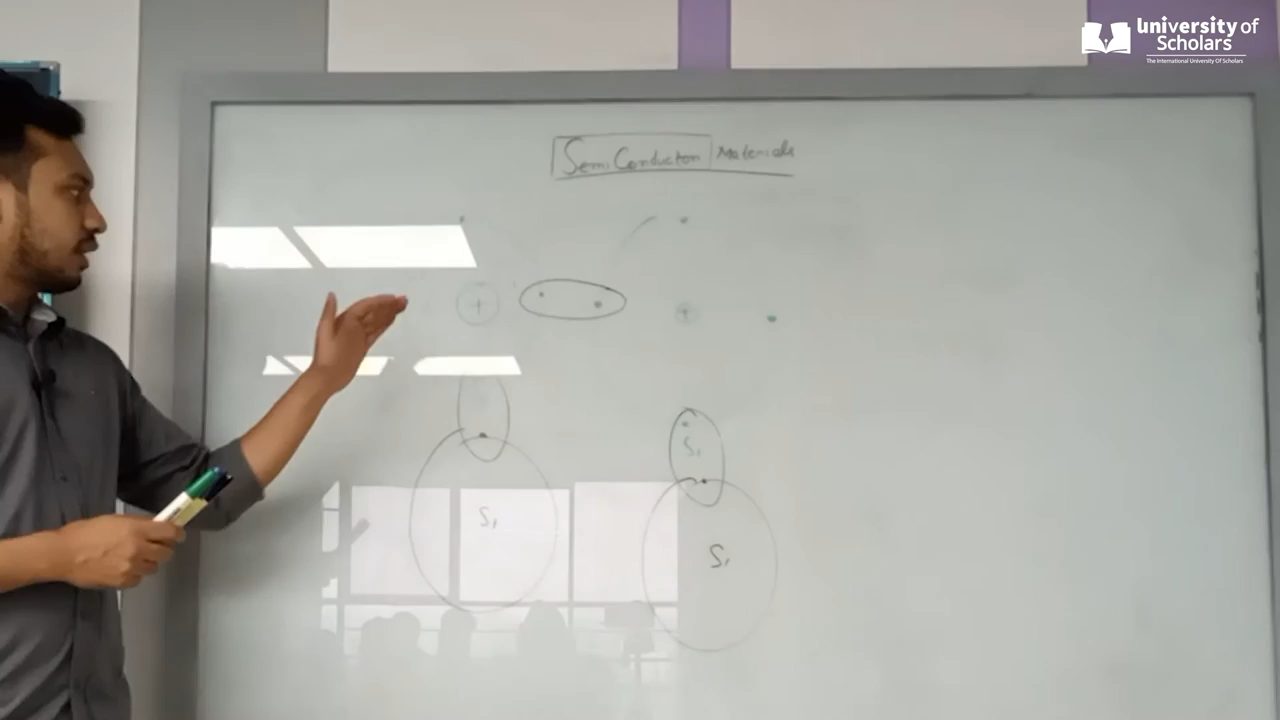 university of
Scholars
The International University Of Scholars
Semi Conductor Materials
+
+
Si
Si
Si